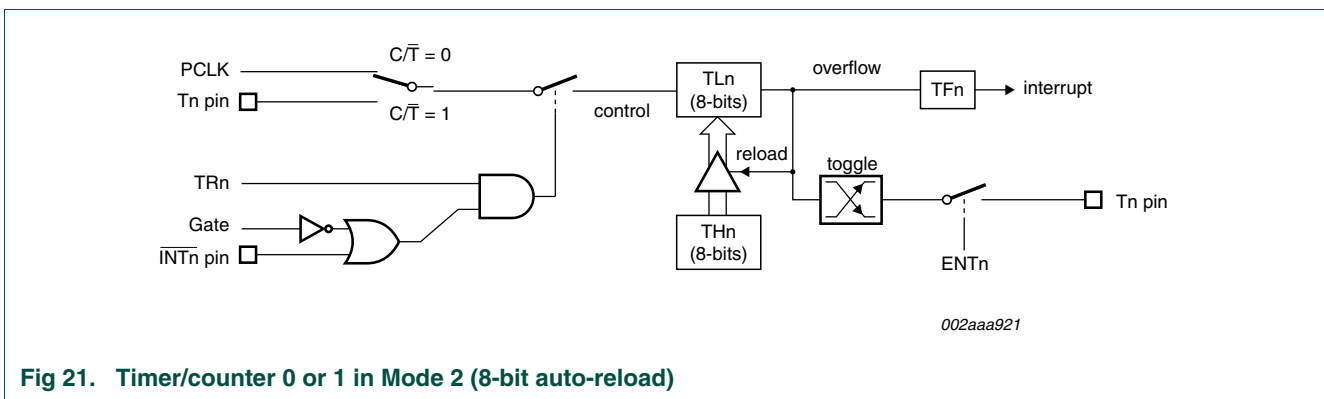 C/T̅ = 0
PCLK
Tn pin
C/T̅ = 1
control
TLn
(8-bits)
overflow
TFn
interrupt
reload
toggle
TRn
Gate
I̅N̅T̅n̅ pin
THn
(8-bits)
Tn pin
ENTn
002aaa921
Fig 21. Timer/counter 0 or 1 in Mode 2 (8-bit auto-reload)